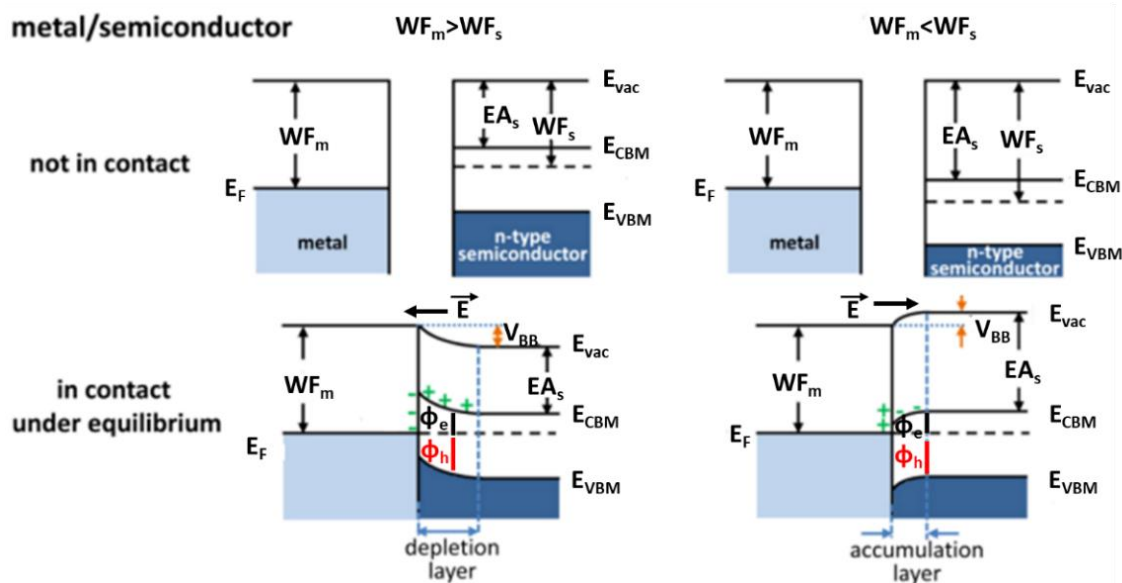 metal/semiconductor WFm>WFs WFm<WFs
Evac Evac
EAs WFs EAs WFs
WFm WFm
not in contact
ECBM
ECBM
EF EF
EVBM
EVBM
metal n-type semiconductor metal n-type semiconductor
E E
VBB Evac VBB Evac
WFm EAs WFm EAs
+ + + +
- - - + + - -
in contact
under equilibrium
ϕe ECBM ϕe ECBM
EF EF
ϕh ϕh
EVBM EVBM
depletion
layer
accumulation
layer